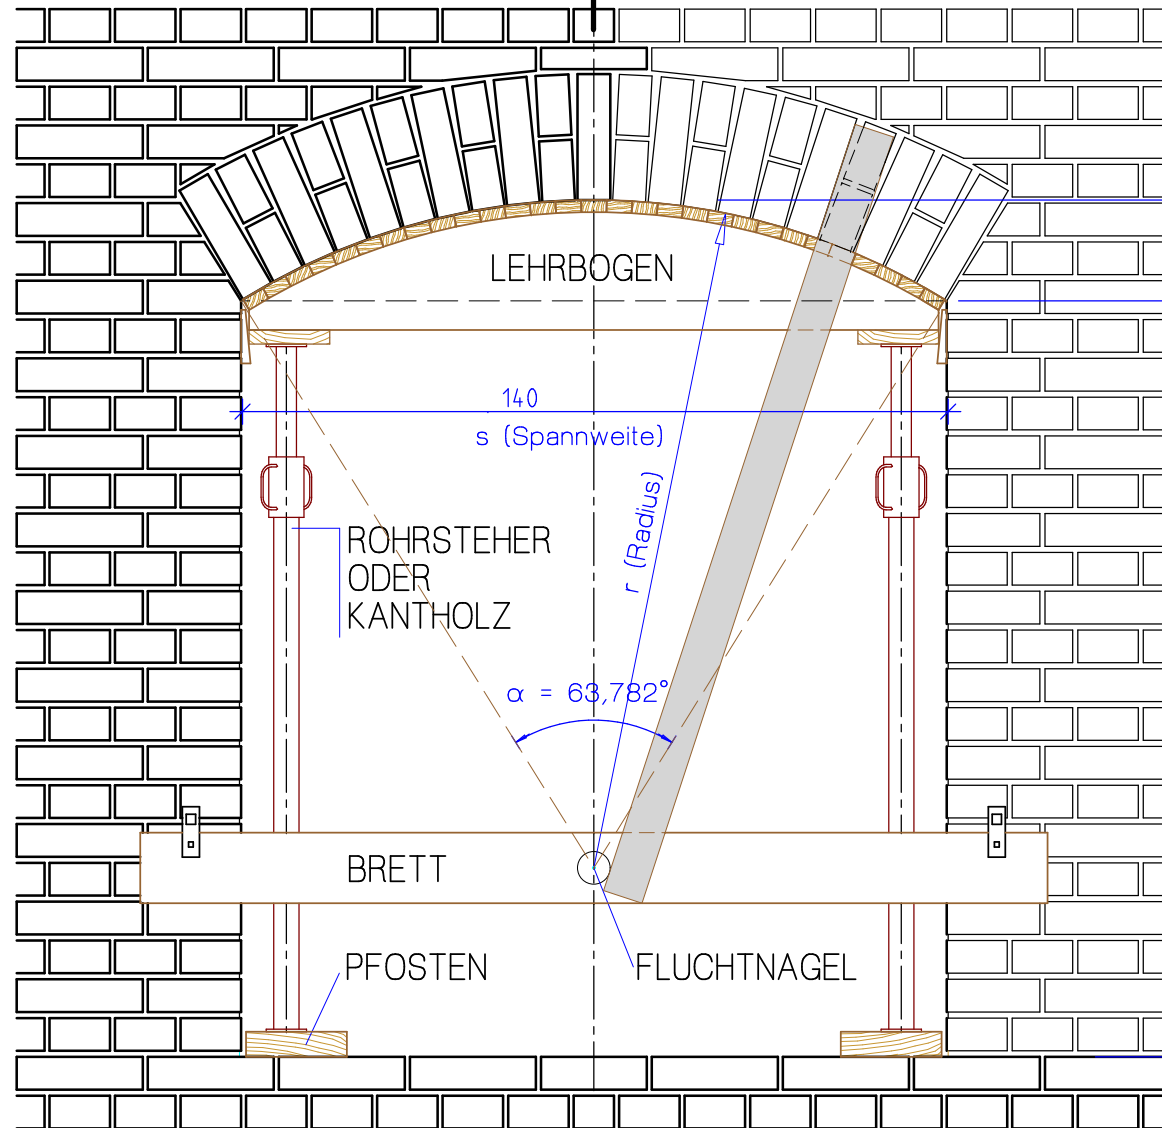 LEHRBOGEN
140
s (Spannweite)
r (Radius)
ROHRSTEHER
ODER
KANTHOLZ
α = 63,782°
BRETT
PFOSTEN
FLUCHTNAGEL